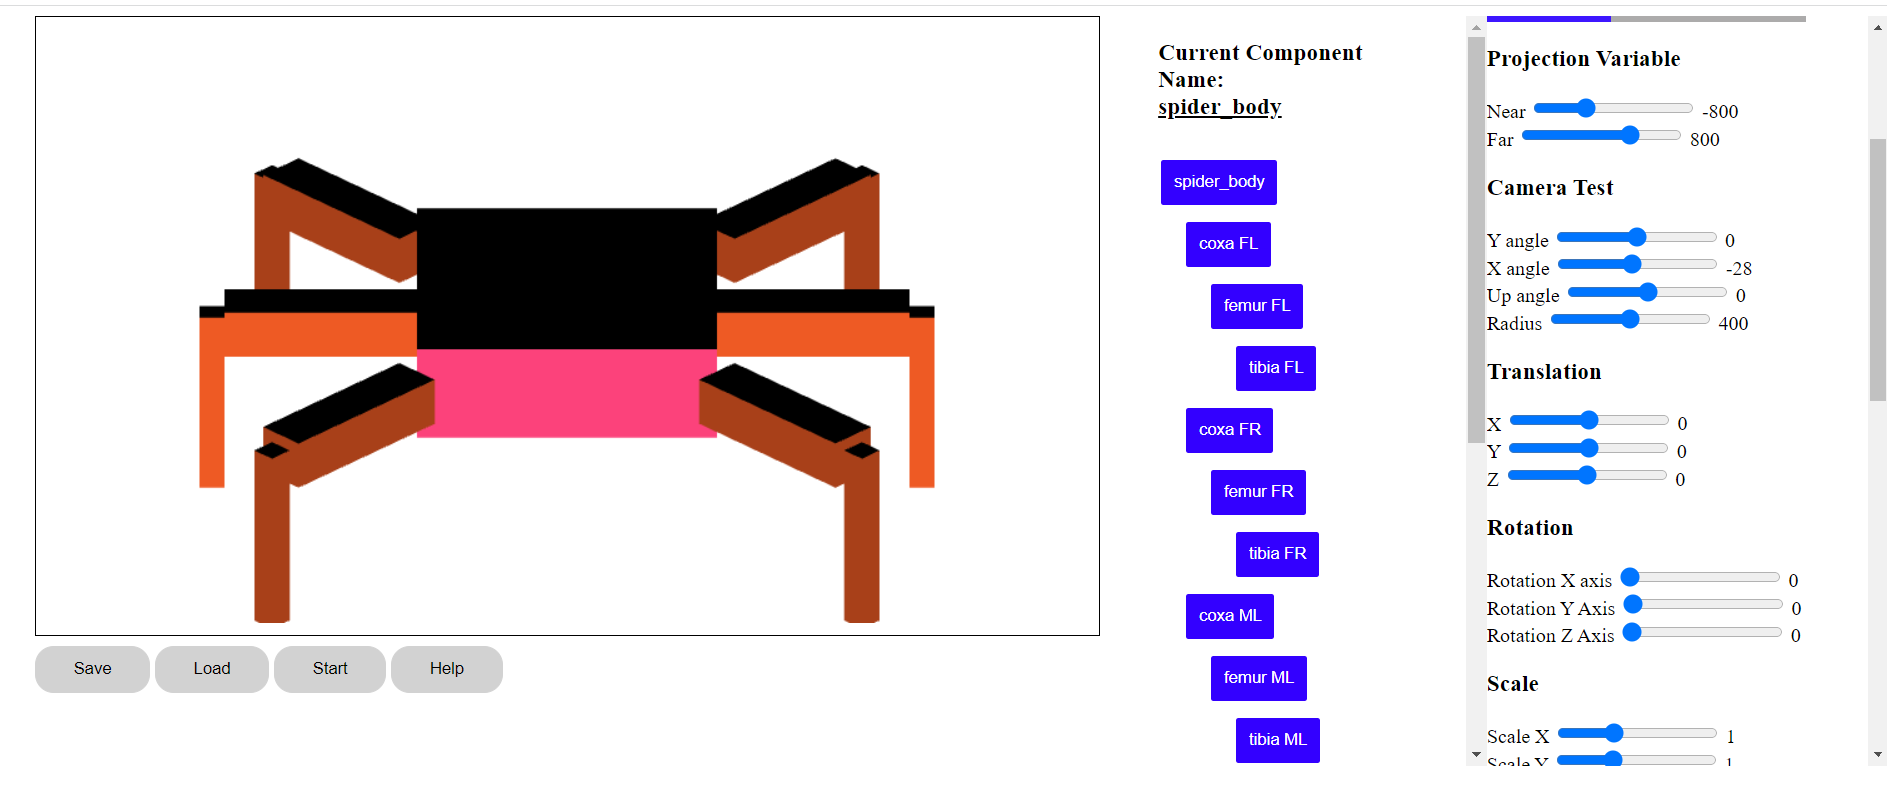 Current Component
Name:
spider_body
spider_body
coxa FL
femur FL
tibia FL
coxa FR
femur FR
tibia FR
coxa ML
femur ML
tibia ML
Save
Load
Start
Help
Projection Variable
Near -800
Far 800
Camera Test
Y angle 0
X angle -28
Up angle 0
Radius 400
Translation
X 0
Y 0
Z 0
Rotation
Rotation X axis 0
Rotation Y Axis 0
Rotation Z Axis 0
Scale
Scale X 1
Scale Y 1